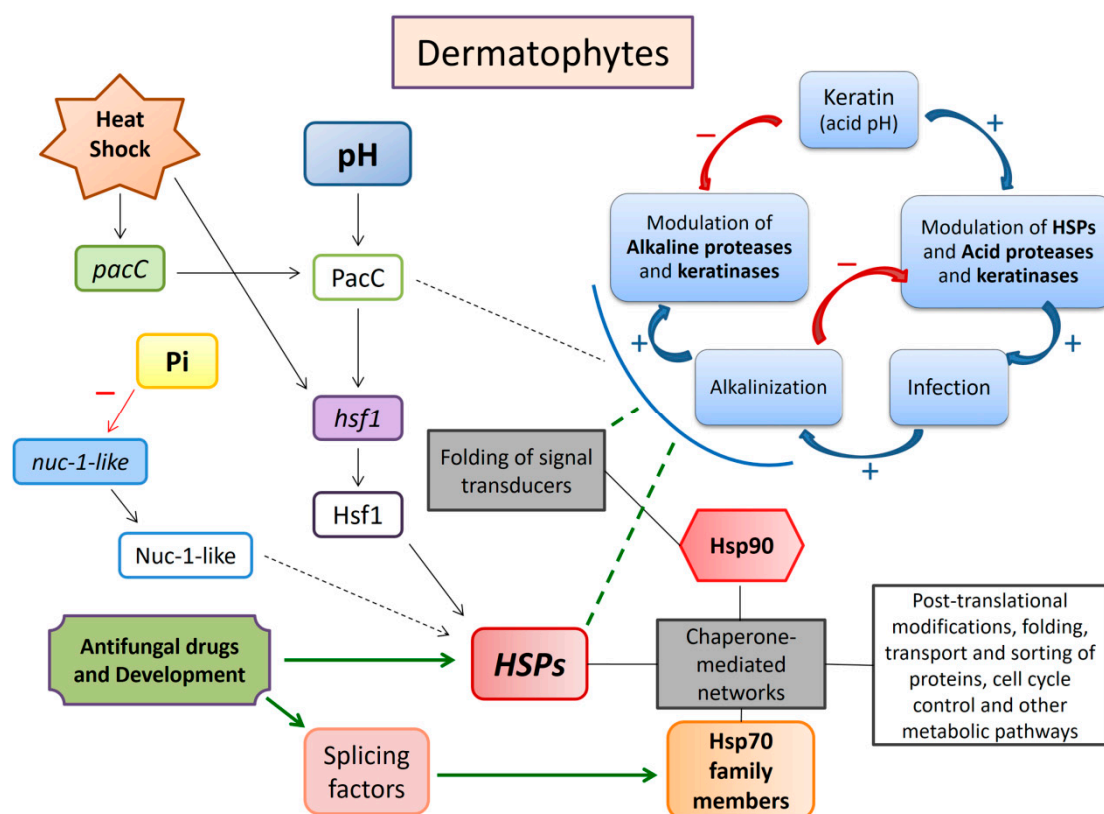 Dermatophytes
Heat
Shock
pH
Keratin
(acid pH)
−
+
Modulation of
Alkaline proteases
and keratinases
Modulation of HSPs
and Acid proteases
and keratinases
pacC
PacC
−
+
+
Alkalinization
Infection
+
Pi
−
hsf1
nuc-1-like
Folding of signal
transducers
Hsf1
Nuc-1-like
Hsp90
Antifungal drugs
and Development
HSPs
Chaperone-
mediated
networks
Post-translational
modifications, folding,
transport and sorting of
proteins, cell cycle
control and other
metabolic pathways
Splicing
factors
Hsp70
family
members